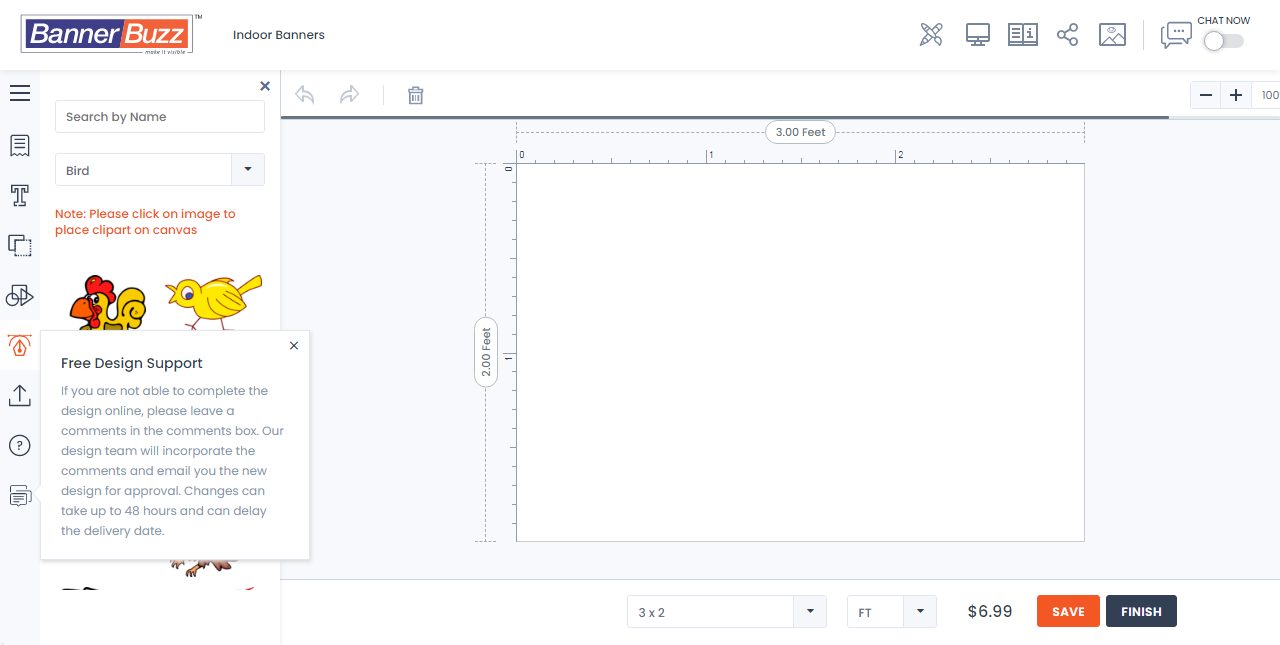 BannerBuzz™
make it visible
Indoor Banners
CHAT NOW
Search by Name
100
3.00 Feet
Bird
0 1 2
0
Note: Please click on image to
place clipart on canvas
2.00 Feet
1
Free Design Support
If you are not able to complete the
design online, please leave a
comments in the comments box. Our
design team will incorporate the
comments and email you the new
design for approval. Changes can
take up to 48 hours and can delay
the delivery date.
3 x 2
FT
$6.99
SAVE
FINISH